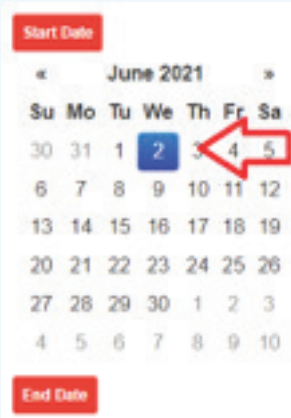 Start Date
« June 2021 »
Su Mo Tu We Th Fr Sa
30 31 1 2 3 4 5
6 7 8 9 10 11 12
13 14 15 16 17 18 19
20 21 22 23 24 25 26
27 28 29 30 1 2 3
4 5 6 7 8 9 10
End Date